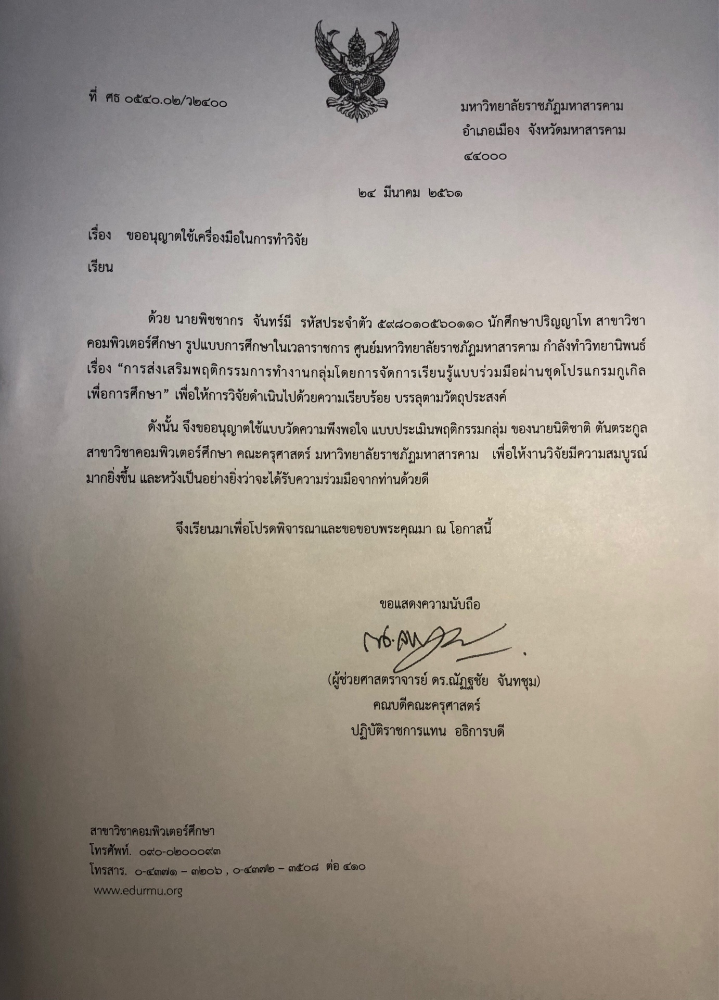 ที่ ศธ ๐๕๔๐.๐๒/ว๒๔๐๐
มหาวิทยาลัยราชภัฏมหาสารคาม
อำเภอเมือง จังหวัดมหาสารคาม
๔๔๐๐๐
๒๔ มีนาคม ๒๕๖๑
เรื่อง ขออนุญาตใช้เครื่องมือในการทำวิจัย
เรียน
ด้วย นายพิชชากร จันทร์มี รหัสประจำตัว ๕๙๘๐๑๐๕๖๐๑๑๐ นักศึกษาปริญญาโท สาขาวิชา
คอมพิวเตอร์ศึกษา รูปแบบการศึกษาในเวลาราชการ ศูนย์มหาวิทยาลัยราชภัฏมหาสารคาม กำลังทำวิทยานิพนธ์
เรื่อง “การส่งเสริมพฤติกรรมการทำงานกลุ่มโดยการจัดการเรียนรู้แบบร่วมมือผ่านชุดโปรแกรมกูเกิล
เพื่อการศึกษา” เพื่อให้การวิจัยดำเนินไปด้วยความเรียบร้อย บรรลุตามวัตถุประสงค์
ดังนั้น จึงขออนุญาตใช้แบบวัดความพึงพอใจ แบบประเมินพฤติกรรมกลุ่ม ของนายนิติชาติ ตันตระกูล
สาขาวิชาคอมพิวเตอร์ศึกษา คณะครุศาสตร์ มหาวิทยาลัยราชภัฏมหาสารคาม เพื่อให้งานวิจัยมีความสมบูรณ์
มากยิ่งขึ้น และหวังเป็นอย่างยิ่งว่าจะได้รับความร่วมมือจากท่านด้วยดี
จึงเรียนมาเพื่อโปรดพิจารณาและขอขอบพระคุณมา ณ โอกาสนี้
ขอแสดงความนับถือ
(ผู้ช่วยศาสตราจารย์ ดร.ณัฏฐชัย จันทชุม)
คณบดีคณะครุศาสตร์
ปฏิบัติราชการแทน อธิการบดี
สาขาวิชาคอมพิวเตอร์ศึกษา
โทรศัพท์. ๐๙๐-๐๒๐๐๐๙๓
โทรสาร. ๐-๔๓๗๑ – ๓๒๐๖ , ๐-๔๓๗๒ – ๓๕๐๘ ต่อ ๔๑๐
www.edurmu.org